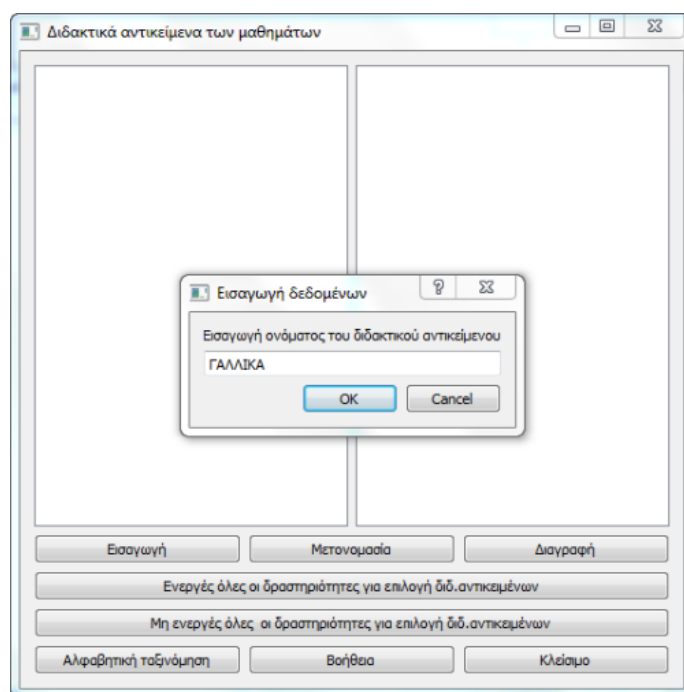 Διδακτικά αντικείμενα των μαθημάτων
Εισαγωγή δεδομένων
Εισαγωγή ονόματος του διδακτικού αντικείμενου
ΓΑΛΛΙΚΑ
OK Cancel
Εισαγωγή Μετονομασία Διαγραφή
Ενεργές όλες οι δραστηριότητες για επιλογή διδ.αντικειμένων
Μη ενεργές όλες οι δραστηριότητες για επιλογή διδ.αντικειμένων
Αλφαβητική ταξινόμηση Βοήθεια Κλείσιμο